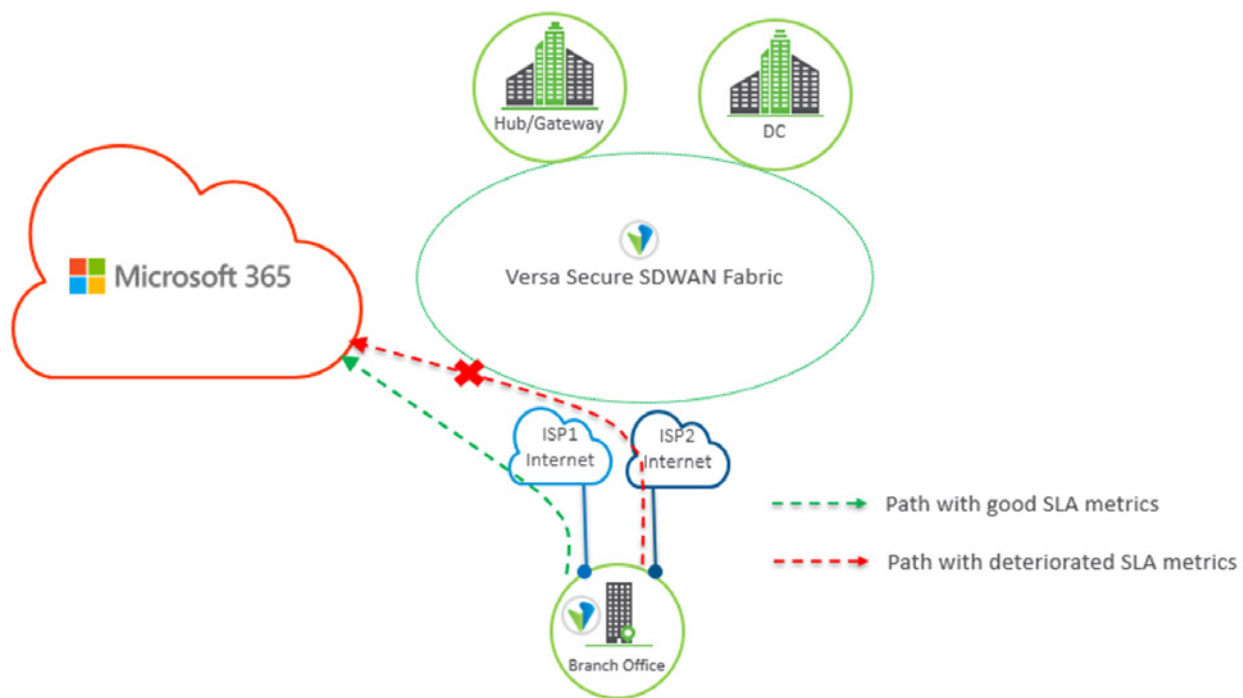 Hub/Gateway
DC
Microsoft 365
Versa Secure SDWAN Fabric
ISP1
Internet
ISP2
Internet
Path with good SLA metrics
Path with deteriorated SLA metrics
Branch Office